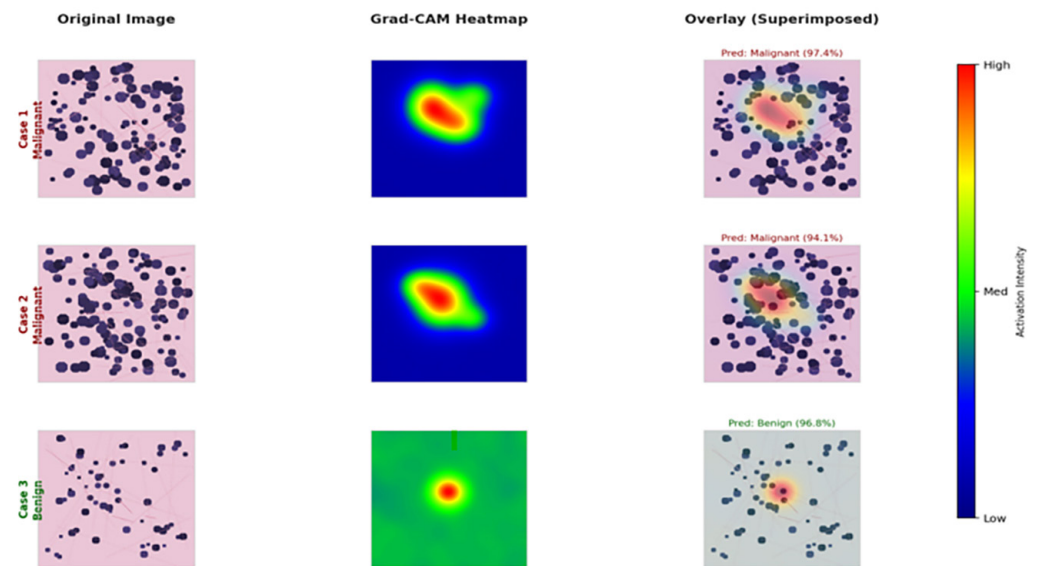 Original Image
Grad-CAM Heatmap
Overlay (Superimposed)
Case 1
Malignant
Pred: Malignant (97.4%)
Case 2
Malignant
Pred: Malignant (94.1%)
Case 3
Benign
Pred: Benign (96.8%)
High
Med
Low
Activation Intensity